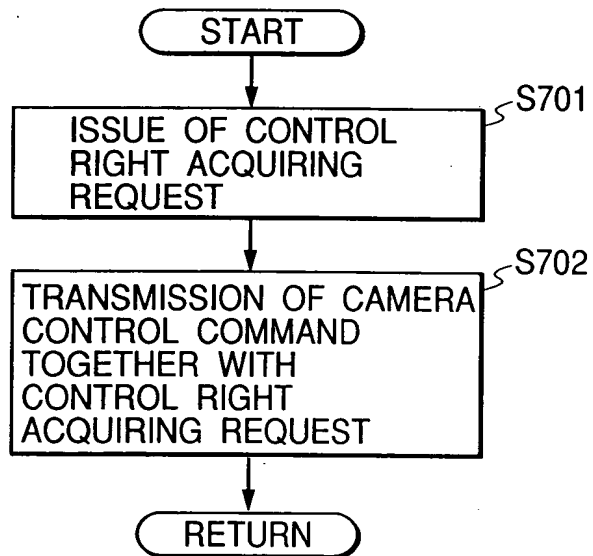 START
S701
ISSUE OF CONTROL
RIGHT ACQUIRING
REQUEST
S702
TRANSMISSION OF CAMERA
CONTROL COMMAND
TOGETHER WITH
CONTROL RIGHT
ACQUIRING REQUEST
RETURN